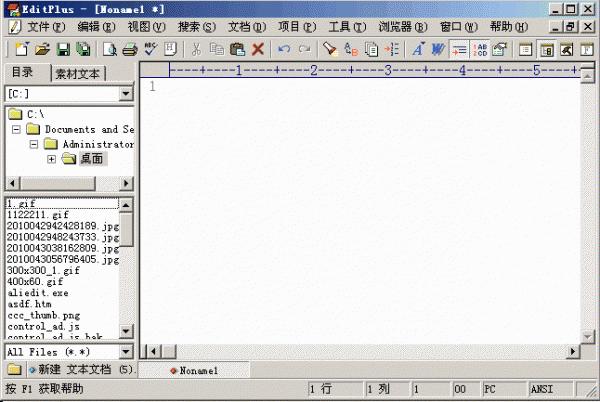 EditPlus - [Noname1 *]
文件(F) 编辑(E) 视图(V) 搜索(S) 文档(D) 项目(P) 工具(T) 浏览器(B) 窗口(W) 帮助(H)
目录 素材文本
[C:]
C:\
Documents and Se
Administrator
桌面
1.gif
1122211.gif
2010042942428189.jpg
2010042948243733.jpg
2010043038162809.jpg
2010043056796405.jpg
300x300_1.gif
400x60.gif
aliedit.exe
asdf.htm
ccc_thumb.png
control_ad.js
control_ad.js.bak
All Files (*.*)
----+----1----+----2----+----3----+----4----+----5----+
1
新建 文本文档 (5). Noname1
按 F1 获取帮助 1 行 1 列 1 00 PC ANSI